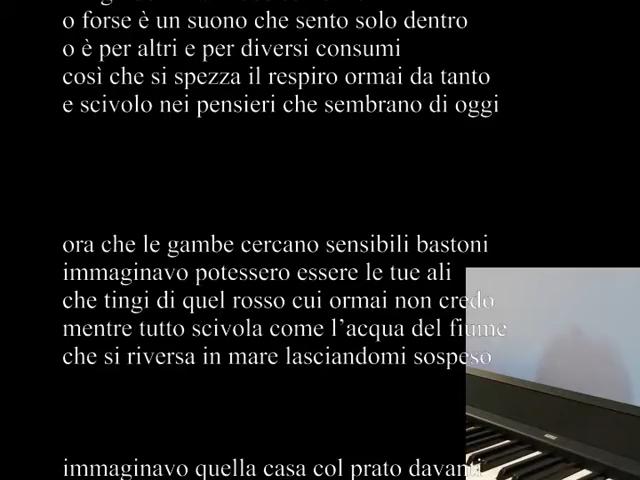 o forse è un suono che sento solo dentro
o è per altri e per diversi consumi
così che si spezza il respiro ormai da tanto
e scivolo nei pensieri che sembrano di oggi
ora che le gambe cercano sensibili bastoni
immaginavo potessero essere le tue ali
che tingi di quel rosso cui ormai non credo
mentre tutto scivola come l’acqua del fiume
che si riversa in mare lasciandomi sospeso
immaginavo quella casa col prato davanti